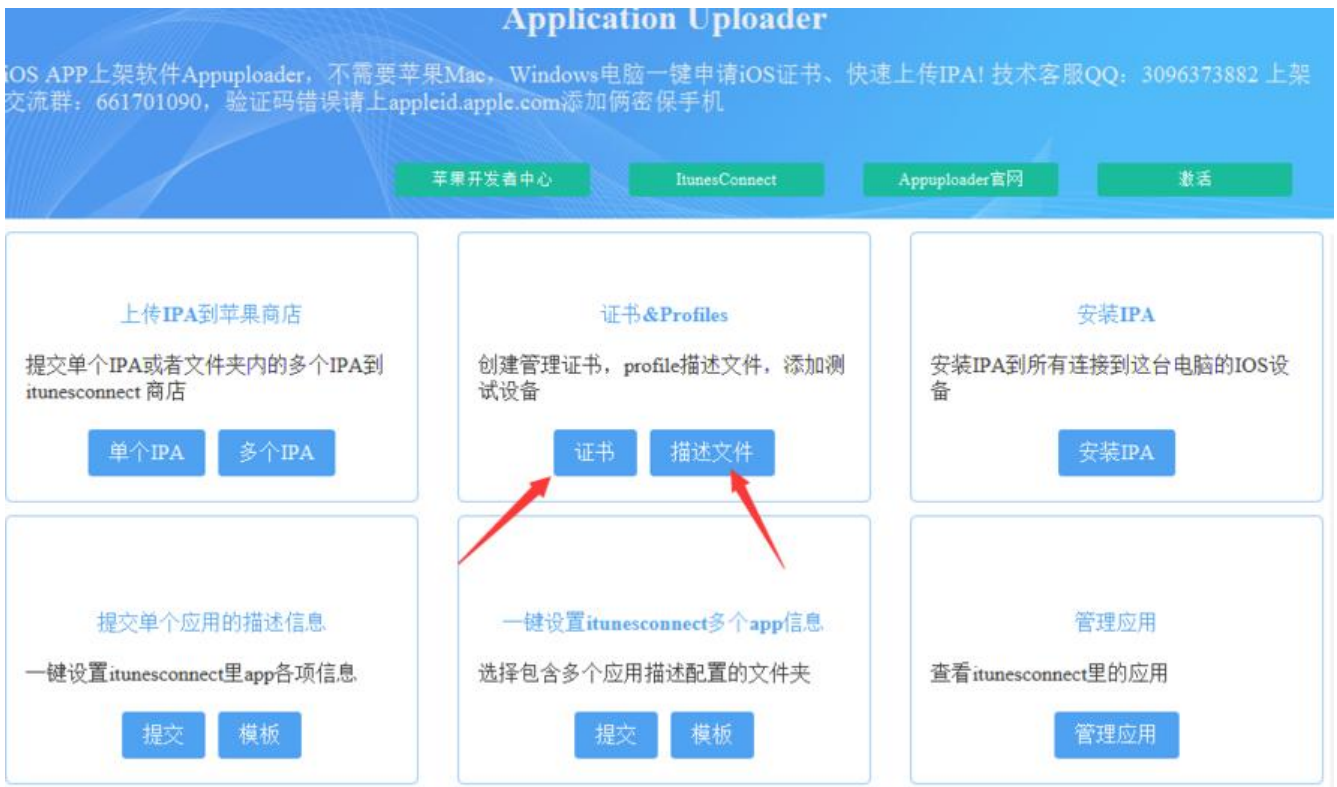 Application Uploader
iOS APP上架软件Appuploader，不需要苹果Mac，Windows电脑一键申请iOS证书、快速上传IPA! 技术客服QQ：3096373882 上架
交流群：661701090，验证码错误请上appleid.apple.com添加俩密保手机
苹果开发者中心 ItunesConnect Appuploader官网 激活
上传IPA到苹果商店
提交单个IPA或者文件夹内的多个IPA到
itunesconnect 商店
单个IPA 多个IPA
证书&Profiles
创建管理证书，profile描述文件，添加测
试设备
证书 描述文件
安装IPA
安装IPA到所有连接到这台电脑的IOS设
备
安装IPA
提交单个应用的描述信息
一键设置itunesconnect里app各项信息
提交 模板
一键设置itunesconnect多个app信息
选择包含多个应用描述配置的文件夹
提交 模板
管理应用
查看itunesconnect里的应用
管理应用